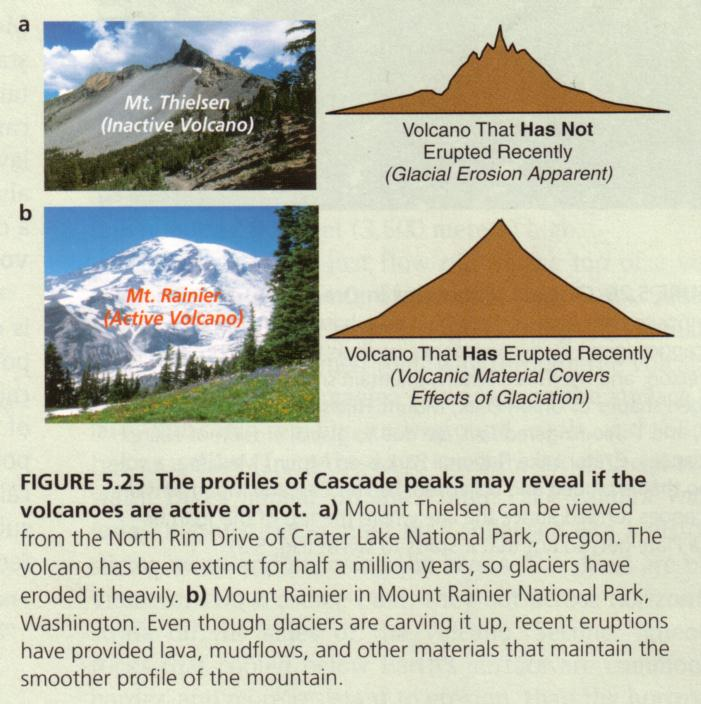 a
Mt. Thielsen
(Inactive Volcano)
Volcano That Has Not
Erupted Recently
(Glacial Erosion Apparent)
b
Mt. Rainier
(Active Volcano)
Volcano That Has Erupted Recently
(Volcanic Material Covers
Effects of Glaciation)
FIGURE 5.25 The profiles of Cascade peaks may reveal if the
volcanoes are active or not. a) Mount Thielsen can be viewed
from the North Rim Drive of Crater Lake National Park, Oregon. The
volcano has been extinct for half a million years, so glaciers have
eroded it heavily. b) Mount Rainier in Mount Rainier National Park,
Washington. Even though glaciers are carving it up, recent eruptions
have provided lava, mudflows, and other materials that maintain the
smoother profile of the mountain.